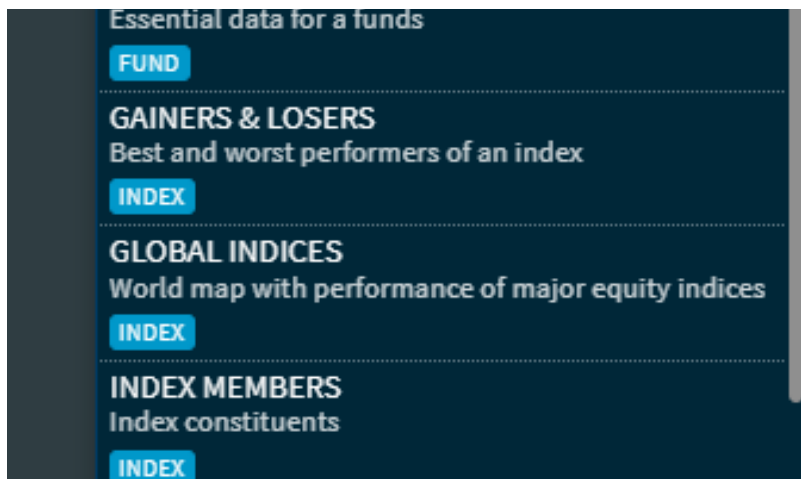 Essential data for a funds
FUND
GAINERS & LOSERS
Best and worst performers of an index
INDEX
GLOBAL INDICES
World map with performance of major equity indices
INDEX
INDEX MEMBERS
Index constituents
INDEX